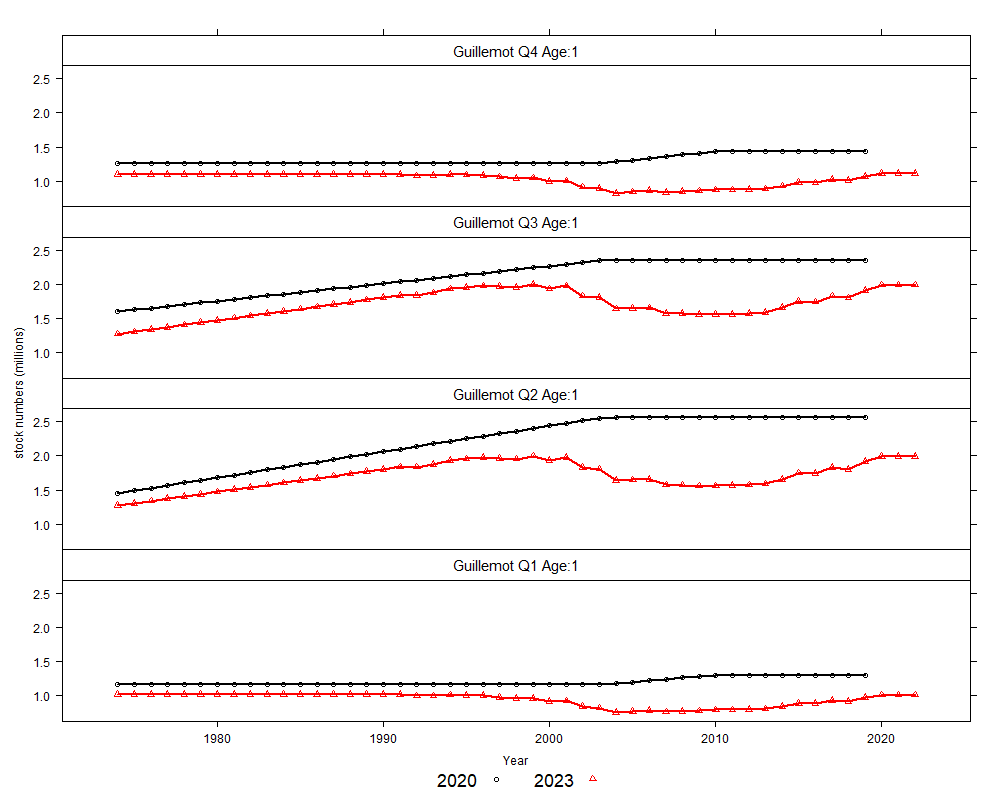 Guillemot Q4 Age:1
2.5
2.0
1.5
1.0
Guillemot Q3 Age:1
2.5
2.0
1.5
1.0
Guillemot Q2 Age:1
2.5
2.0
1.5
1.0
Guillemot Q1 Age:1
2.5
2.0
1.5
1.0
stock numbers (millions)
1980 1990 2000 2010 2020
Year
2020 2023